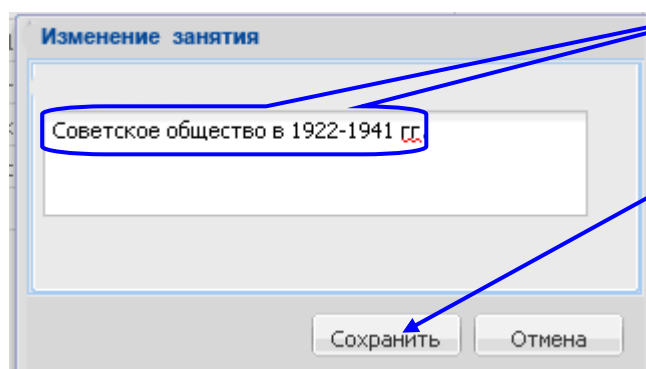 Изменение занятия
Советское общество в 1922-1941 гг.
Сохранить
Отмена